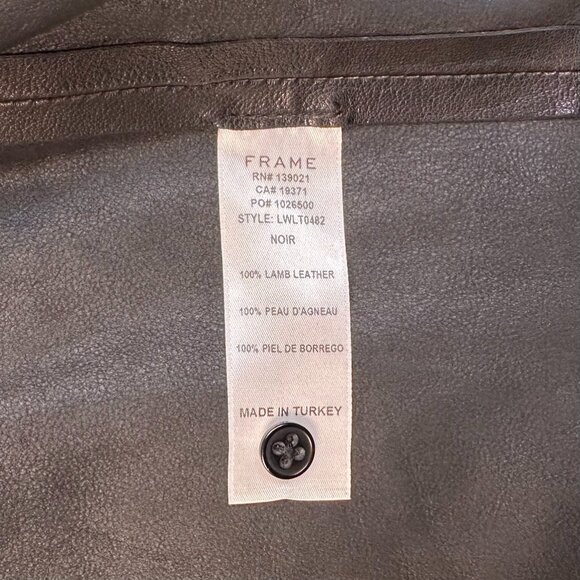 FRAME
RN# 139021
CA# 19371
PO# 1026500
STYLE: LWLT0482
NOIR
100% LAMB LEATHER
100% PEAU D'AGNEAU
100% PIEL DE BORREGO
MADE IN TURKEY